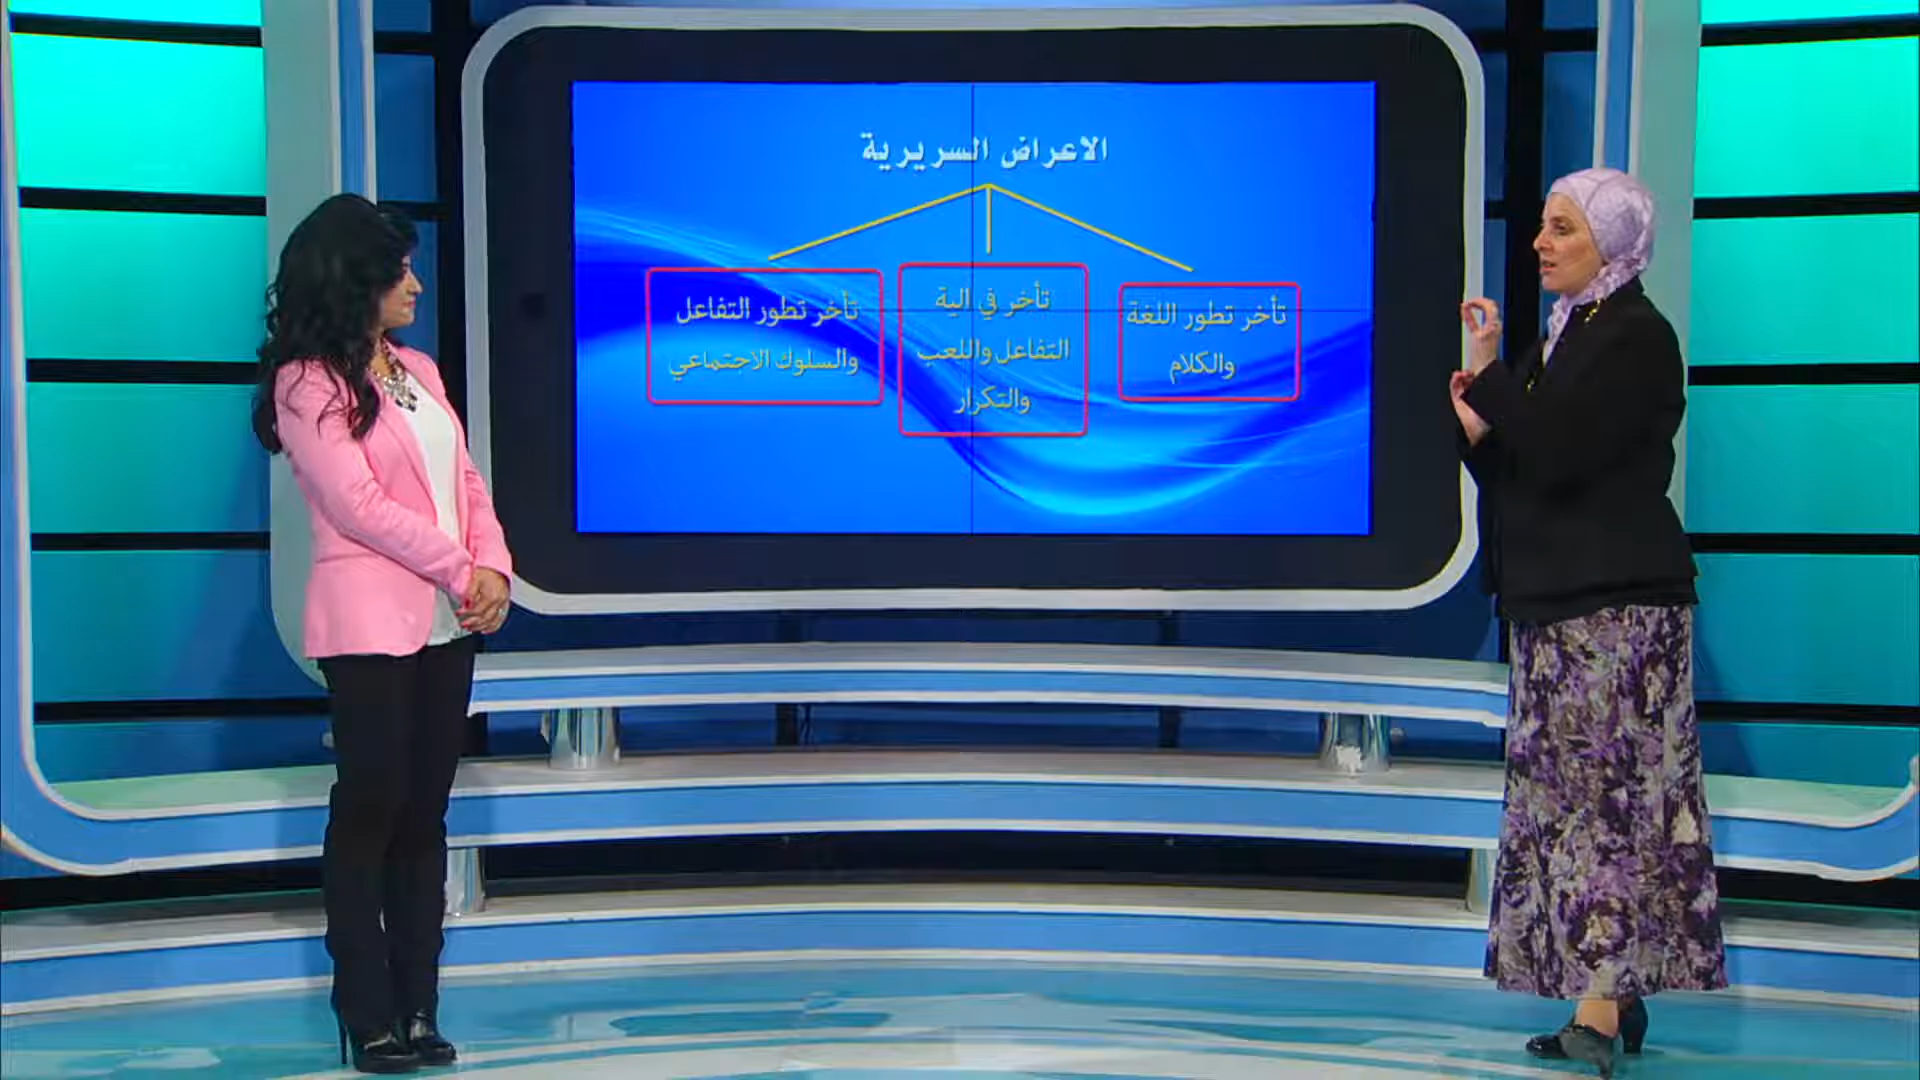 الاعراض السريرية
تأخر تطور اللغة
والكلام
تأخر في الية
التفاعل واللعب
والتكرار
تأخر تطور التفاعل
والسلوك الاجتماعي